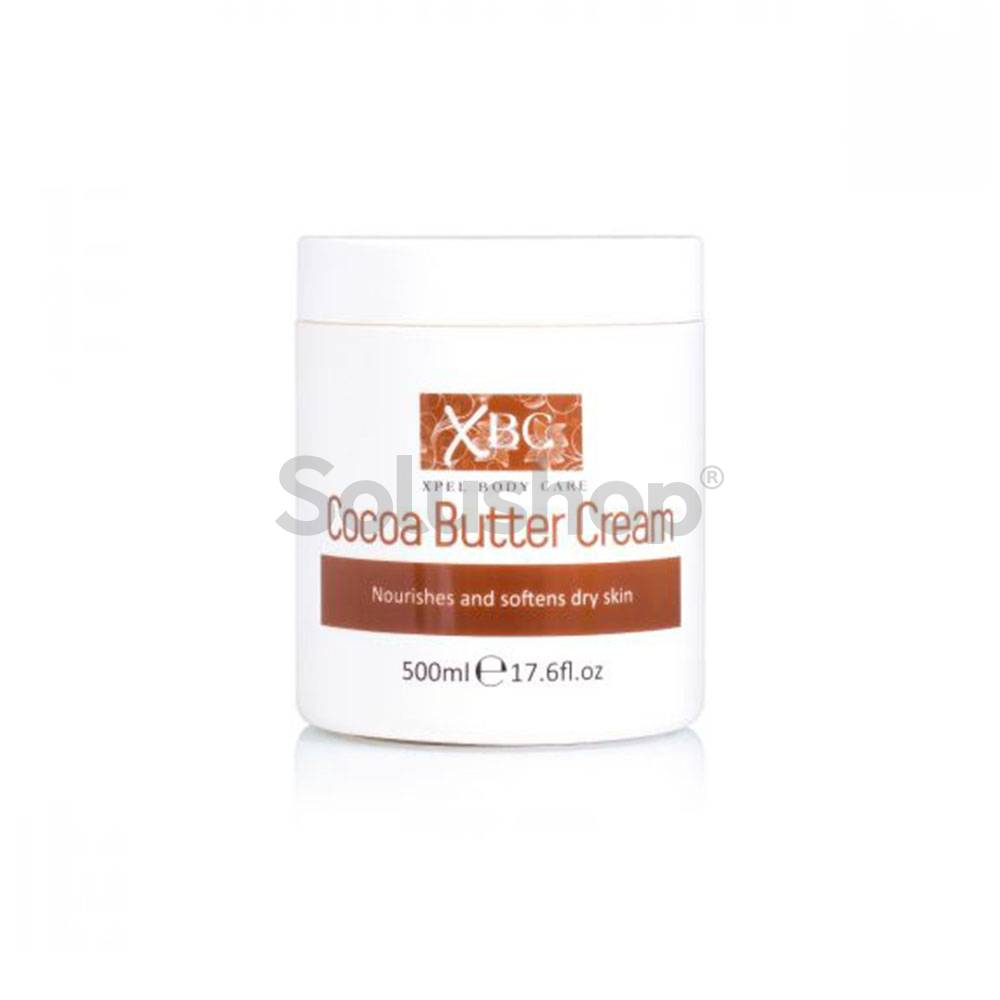 XBC
XPEL BODY CARE
Solushop®
Cocoa Butter Cream
Nourishes and softens dry skin
500ml ℮ 17.6fl.oz